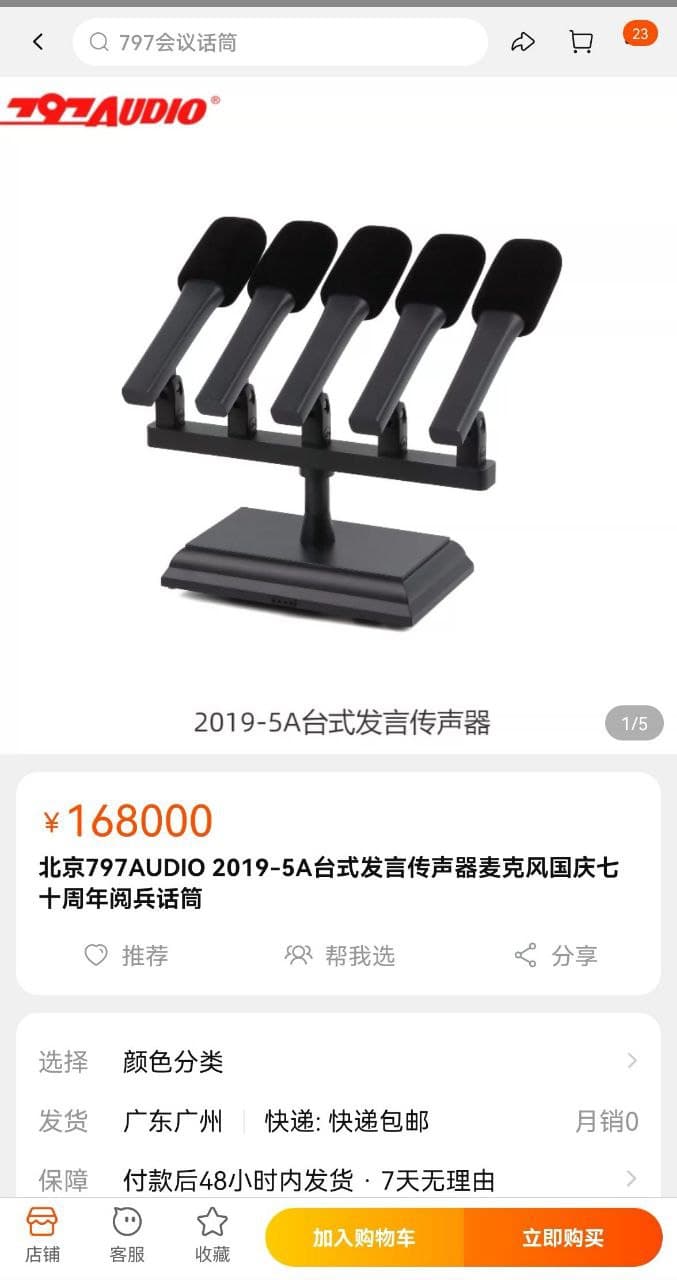 797会议话筒
23
797AUDIO®
2019-5A台式发言传声器
1/5
¥168000
北京797AUDIO 2019-5A台式发言传声器麦克风国庆七
十周年阅兵话筒
推荐
帮我选
分享
选择 颜色分类
发货 广东广州 快递: 快递包邮 月销0
保障 付款后48小时内发货 · 7天无理由
店铺 客服 收藏 加入购物车 立即购买